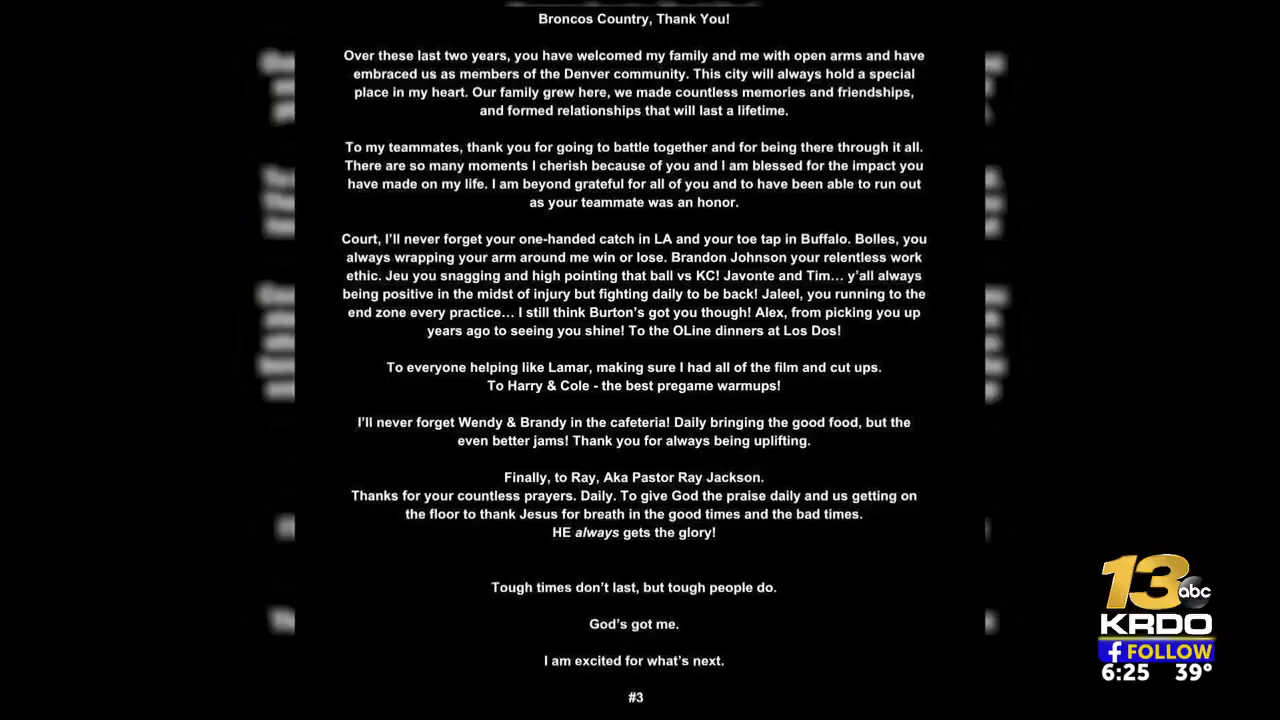 Broncos Country, Thank You!
Over these last two years, you have welcomed my family and me with open arms and have
embraced us as members of the Denver community. This city will always hold a special
place in my heart. Our family grew here, we made countless memories and friendships,
and formed relationships that will last a lifetime.
To my teammates, thank you for going to battle together and for being there through it all.
There are so many moments I cherish because of you and I am blessed for the impact you
have made on my life. I am beyond grateful for all of you and to have been able to run out
as your teammate was an honor.
Court, I’ll never forget your one-handed catch in LA and your toe tap in Buffalo. Bolles, you
always wrapping your arm around me win or lose. Brandon Johnson your relentless work
ethic. Jeu you snagging and high pointing that ball vs KC! Javonte and Tim… y’all always
being positive in the midst of injury but fighting daily to be back! Jaleel, you running to the
end zone every practice… I still think Burton’s got you though! Alex, from picking you up
years ago to seeing you shine! To the OLine dinners at Los Dos!
To everyone helping like Lamar, making sure I had all of the film and cut ups.
To Harry & Cole - the best pregame warmups!
I’ll never forget Wendy & Brandy in the cafeteria! Daily bringing the good food, but the
even better jams! Thank you for always being uplifting.
Finally, to Ray, Aka Pastor Ray Jackson.
Thanks for your countless prayers. Daily. To give God the praise daily and us getting on
the floor to thank Jesus for breath in the good times and the bad times.
HE always gets the glory!
Tough times don’t last, but tough people do.
God’s got me.
I am excited for what’s next.
#3
13 abc
KRDO
f FOLLOW
6:25 39°